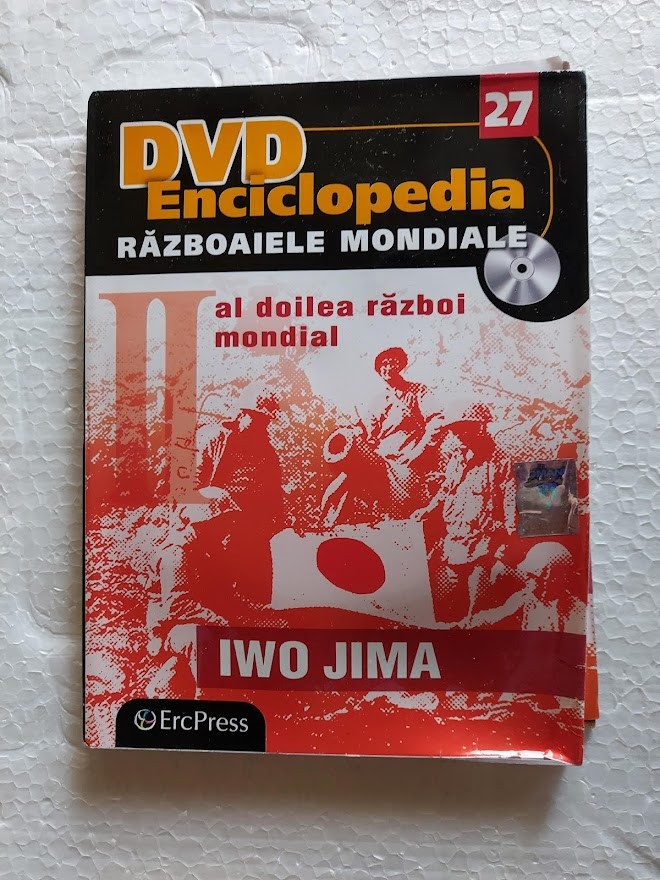 27
DVD
Enciclopedia
RĂZBOAIELE MONDIALE
II
al doilea război
mondial
IWO JIMA
ErcPress